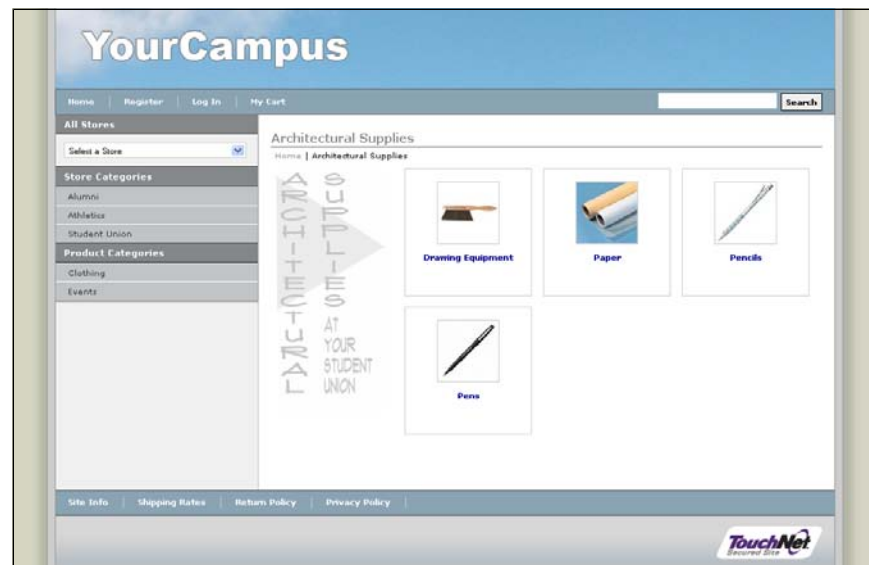 YourCampus
Home | Register | Log In | My Cart
Search
All Stores
Select a Store
Store Categories
Alumni
Athletics
Student Union
Product Categories
Clothing
Events
Architectural Supplies
Home | Architectural Supplies
ARCHITECTURAL
SUPPLIES
AT
YOUR
STUDENT
UNION
Drawing Equipment
Paper
Pencils
Pens
Site Info | Shipping Rates | Return Policy | Privacy Policy |
TouchNet
Secured Site